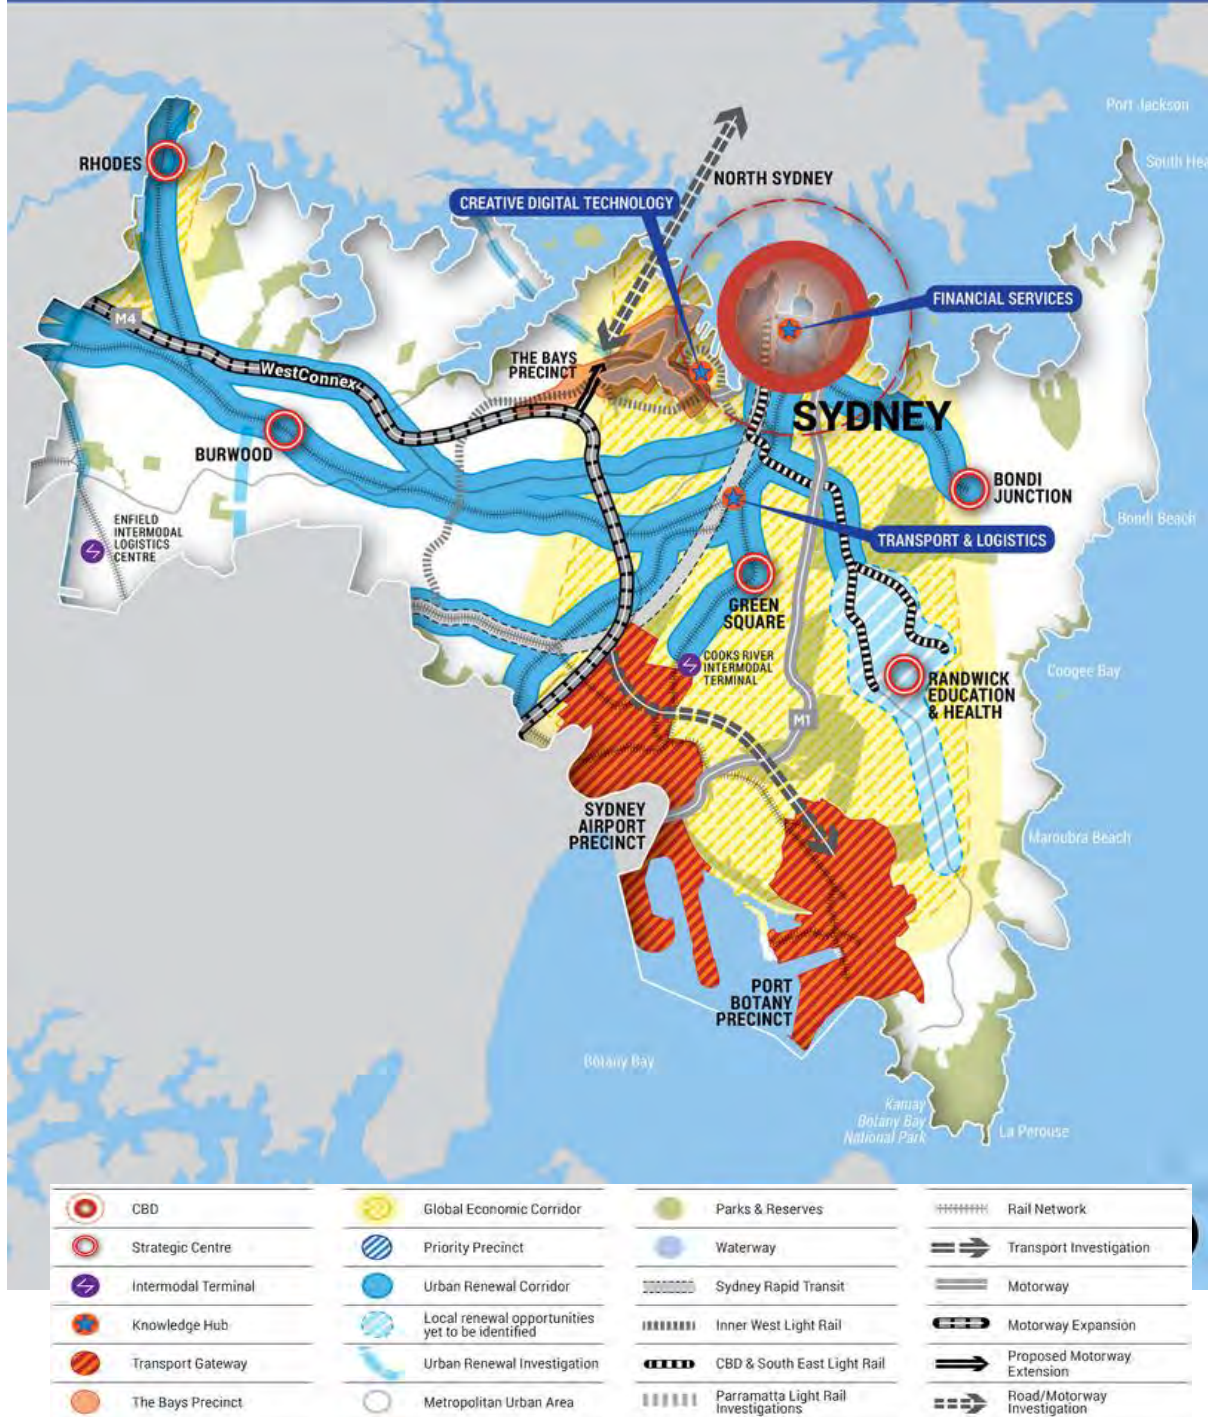 Port Jackson
RHODES
South Hea
NORTH SYDNEY
CREATIVE DIGITAL TECHNOLOGY
FINANCIAL SERVICES
M4
THE BAYS
PRECINCT
WestConnex
SYDNEY
BURWOOD
BONDI
JUNCTION
Bondi Beach
ENFIELD
INTERMODAL
LOGISTICS
CENTRE
TRANSPORT & LOGISTICS
GREEN
SQUARE
COOKS RIVER
INTERMODAL
TERMINAL
Coogee Bay
RANDWICK
EDUCATION
& HEALTH
M1
SYDNEY
AIRPORT
PRECINCT
Maroubra Beach
PORT
BOTANY
PRECINCT
Botany Bay
Kamay
Botany Bay
National Park
La Perouse
CBD
Global Economic Corridor
Parks & Reserves
Rail Network
Strategic Centre
Priority Precinct
Waterway
Transport Investigation
Intermodal Terminal
Urban Renewal Corridor
Sydney Rapid Transit
Motorway
Knowledge Hub
Local renewal opportunities
yet to be identified
Inner West Light Rail
Motorway Expansion
Transport Gateway
Urban Renewal Investigation
CBD & South East Light Rail
Proposed Motorway
Extension
The Bays Precinct
Metropolitan Urban Area
Parramatta Light Rail
Investigations
Road/Motorway
Investigation